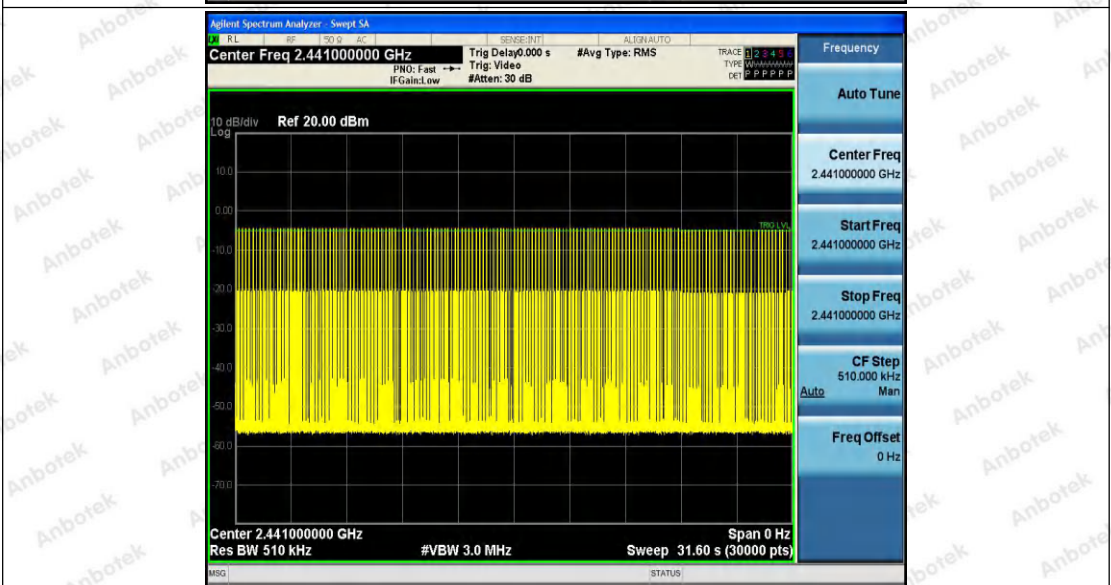 Agilent Spectrum Analyzer - Swept SA
RL RF 50 Ω AC SENSE:INT ALIGNAUTO
Center Freq 2.441000000 GHz
PNO: Fast
IFGain:Low
Trig Delay0.000 s
Trig: Video
#Atten: 30 dB
#Avg Type: RMS
TRACE 1 2 3 4 5 6
TYPE W
DET P P P P P P
10 dB/div Ref 20.00 dBm
Log
10.0
0.00
TRIG LVL
-10.0
-20.0
-30.0
-40.0
-50.0
-60.0
-70.0
Center 2.441000000 GHz
Span 0 Hz
Res BW 510 kHz
#VBW 3.0 MHz
Sweep 31.60 s (30000 pts)
MSG
STATUS
Frequency
Auto Tune
Center Freq
2.441000000 GHz
Start Freq
2.441000000 GHz
Stop Freq
2.441000000 GHz
CF Step
510.000 kHz
Auto Man
Freq Offset
0 Hz
Anbotek